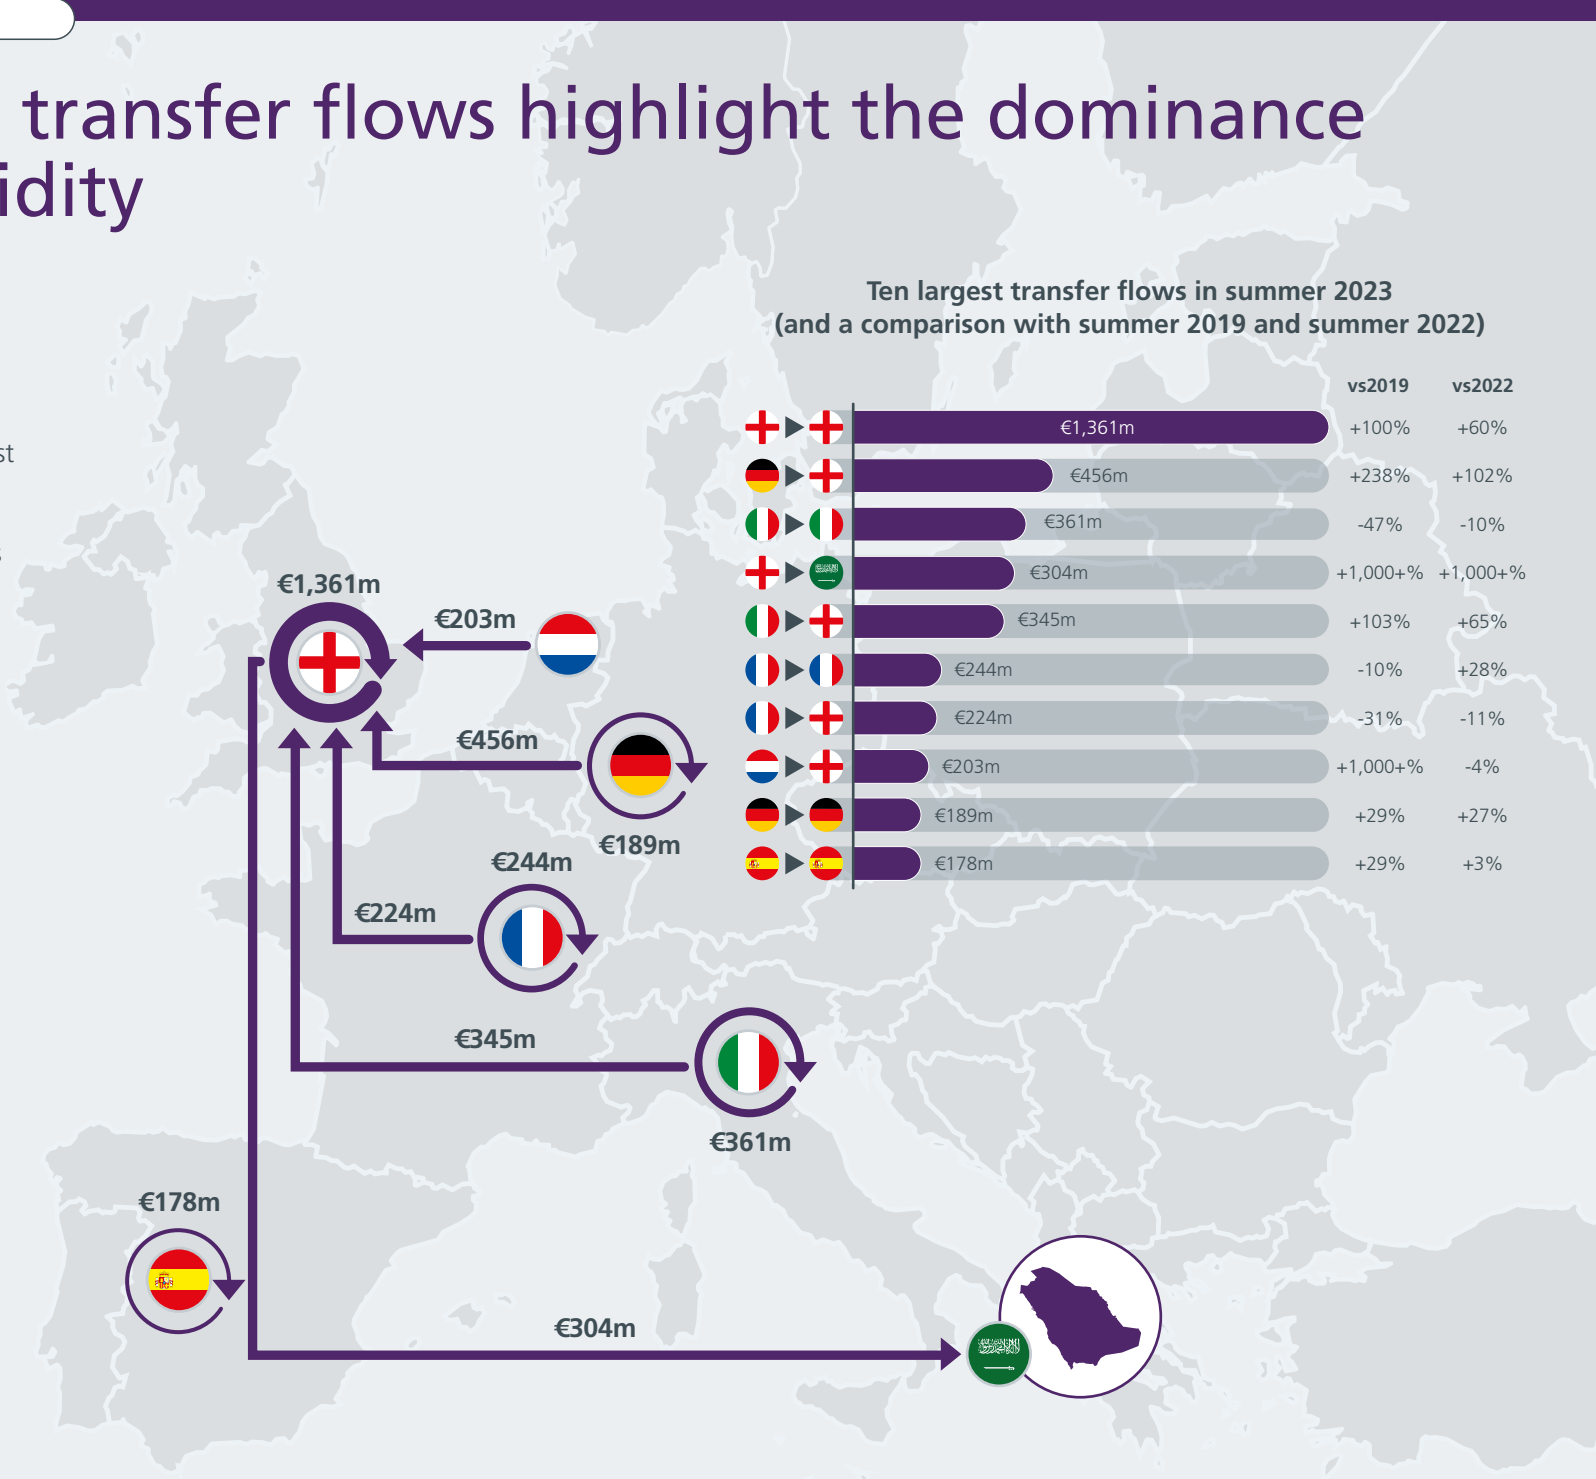 transfer flows highlight the dominance
idity
st
s
Ten largest transfer flows in summer 2023
(and a comparison with summer 2019 and summer 2022)
vs2019 vs2022
€1,361m +100% +60%
€456m +238% +102%
€361m -47% -10%
€304m +1,000+% +1,000+%
€345m +103% +65%
€244m -10% +28%
€224m -31% -11%
€203m +1,000+% -4%
€189m +29% +27%
€178m +29% +3%
€1,361m
€203m
€456m
€189m
€244m
€224m
€345m
€361m
€178m
€304m